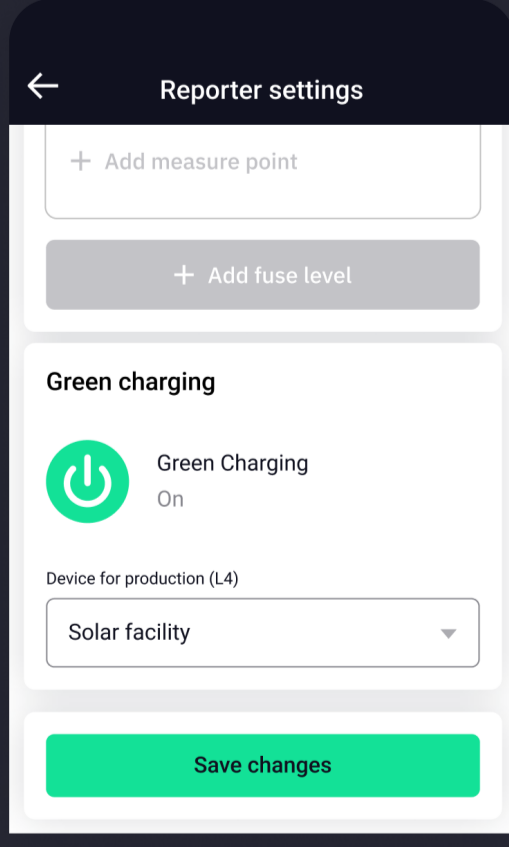 Reporter settings
+ Add measure point
+ Add fuse level
Green charging
Green Charging
On
Device for production (L4)
Solar facility
Save changes